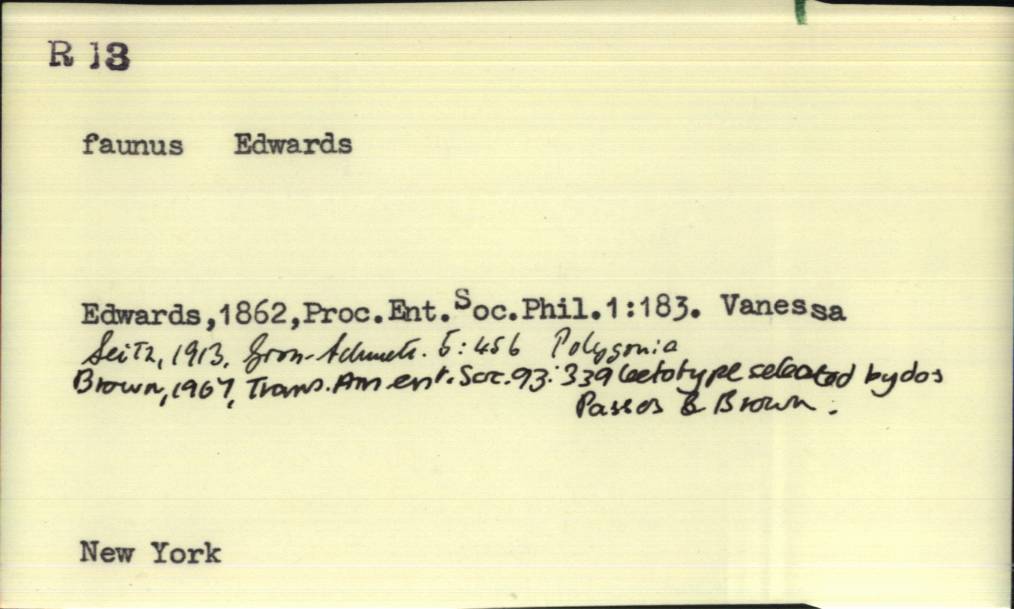 R 13
faunus Edwards
Edwards,1862,Proc.Ent.Soc.Phil.1:183. Vanessa
Seitz, 1913, Gross-Schmett. 5:456 Polygonia
Brown, 1967, Trans. Am ent. Soc. 93: 339 lectotype selected by dos
Passos & Brown.
New York